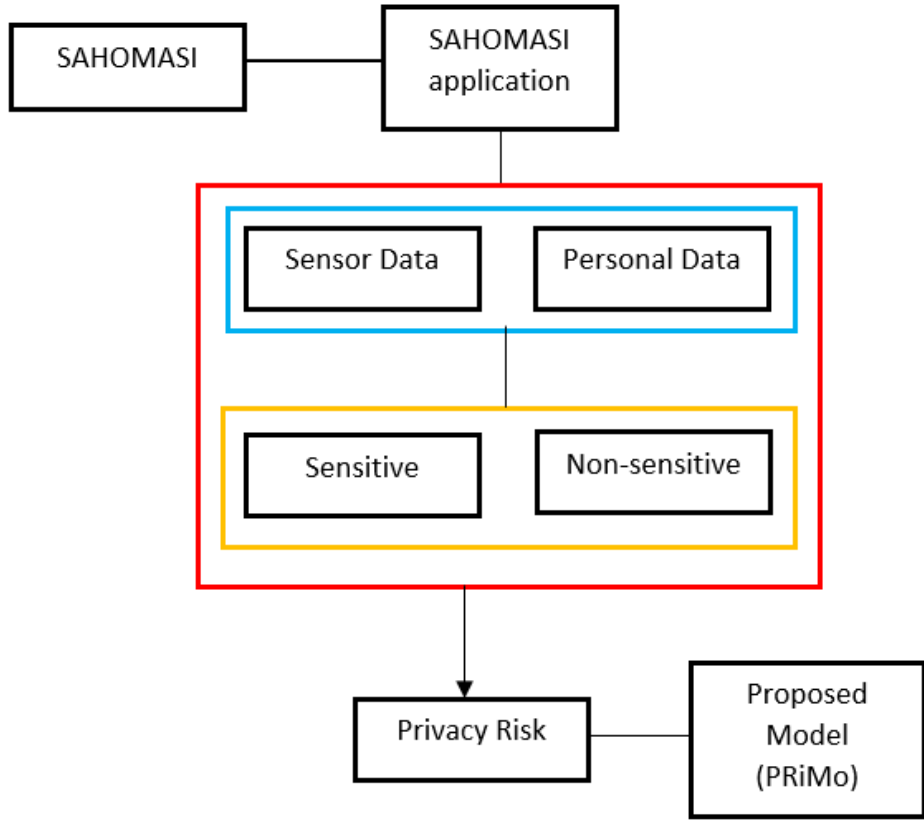 SAHOMASI
SAHOMASI
application
Sensor Data
Personal Data
Sensitive
Non-sensitive
Privacy Risk
Proposed
Model
(PRiMo)